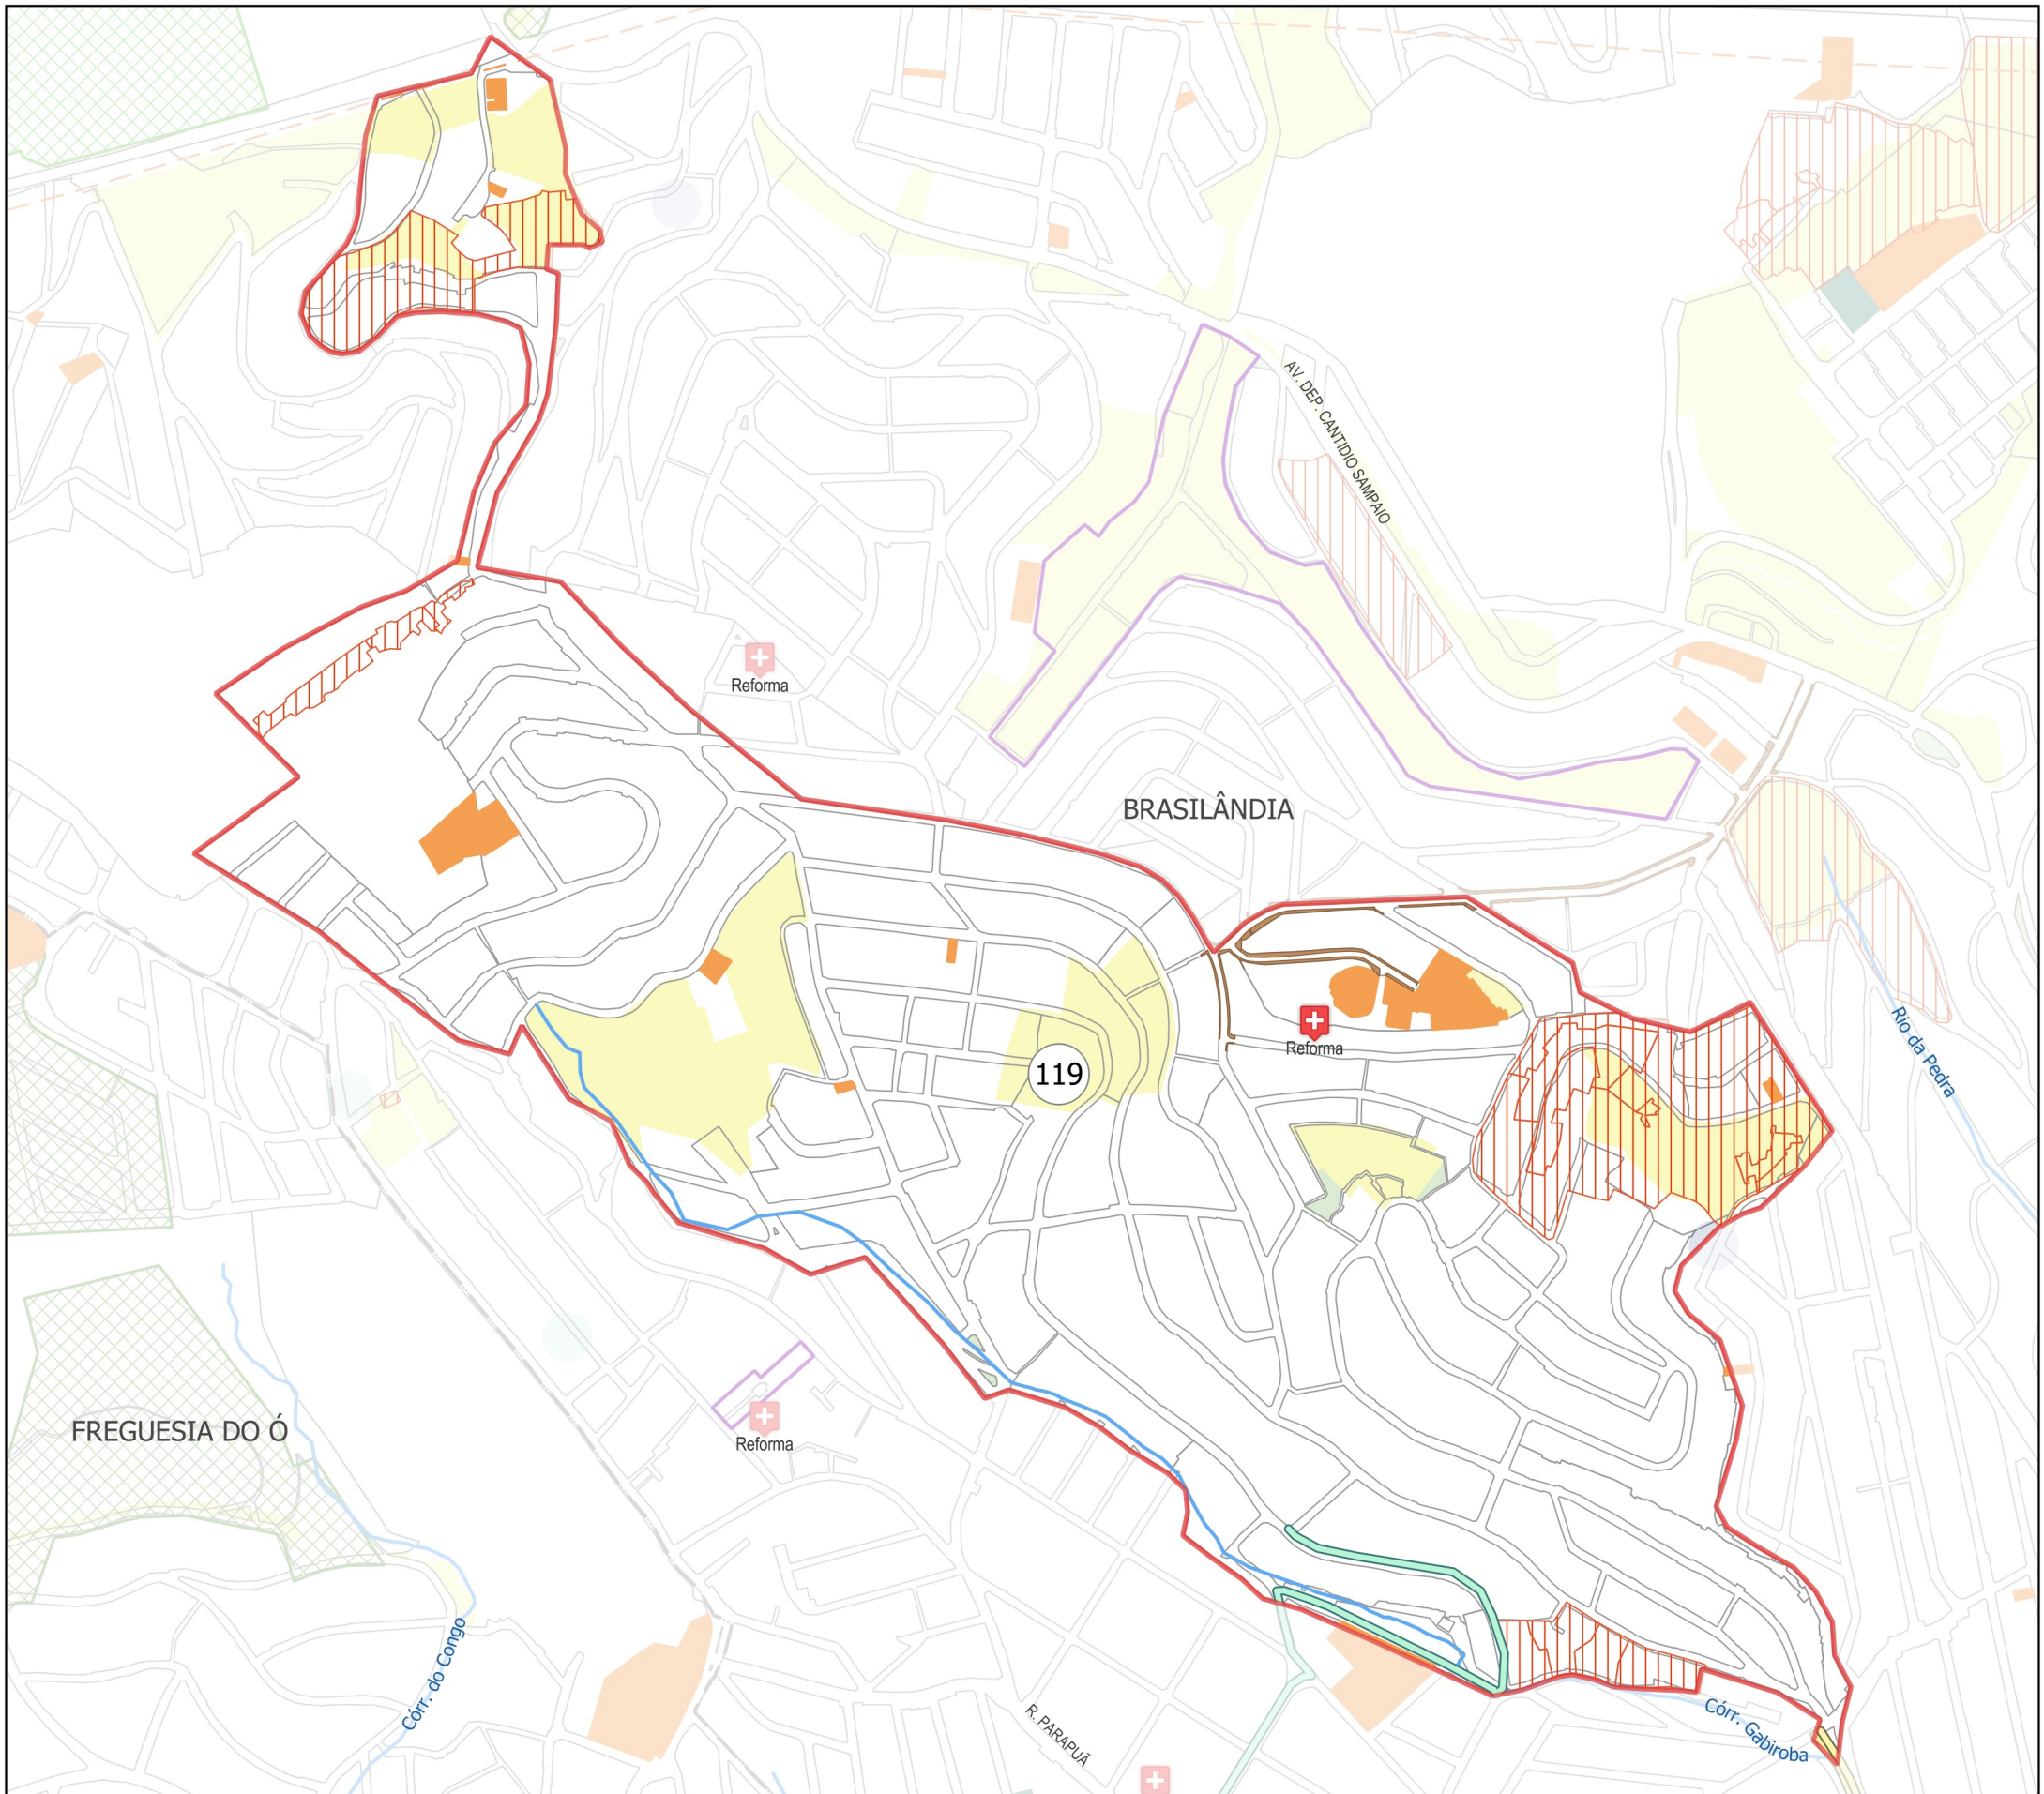 AV. DEP. CANTIDIO SAMPAIO
Reforma
BRASILÂNDIA
Reforma
119
Rio da Pedra
FREGUESIA DO Ó
Reforma
Córr. do Congo
R. PARAPUÃ
Córr. Gabiroba